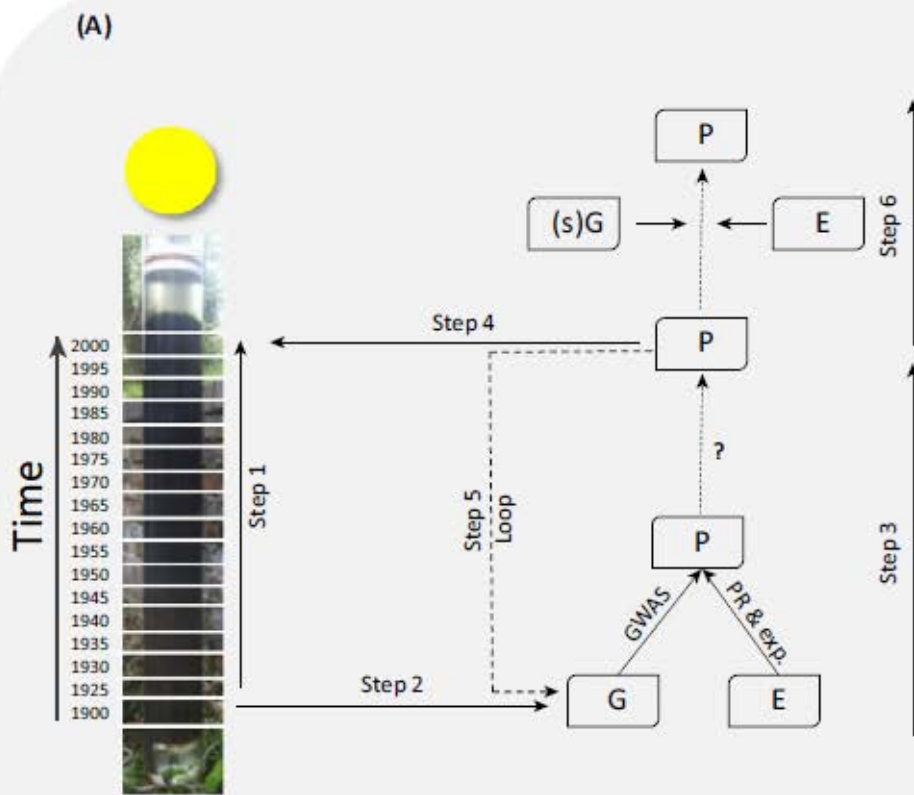 (A)
P
(s)G
E
Step 6
Step 4
P
2000
1995
1990
1985
1980
1975
1970
1965
1960
1955
1950
1945
1940
1935
1930
1925
1900
Time
Step 1
?
Step 5
Loop
Step 3
P
GWAS
PR & exp.
Step 2
G
E